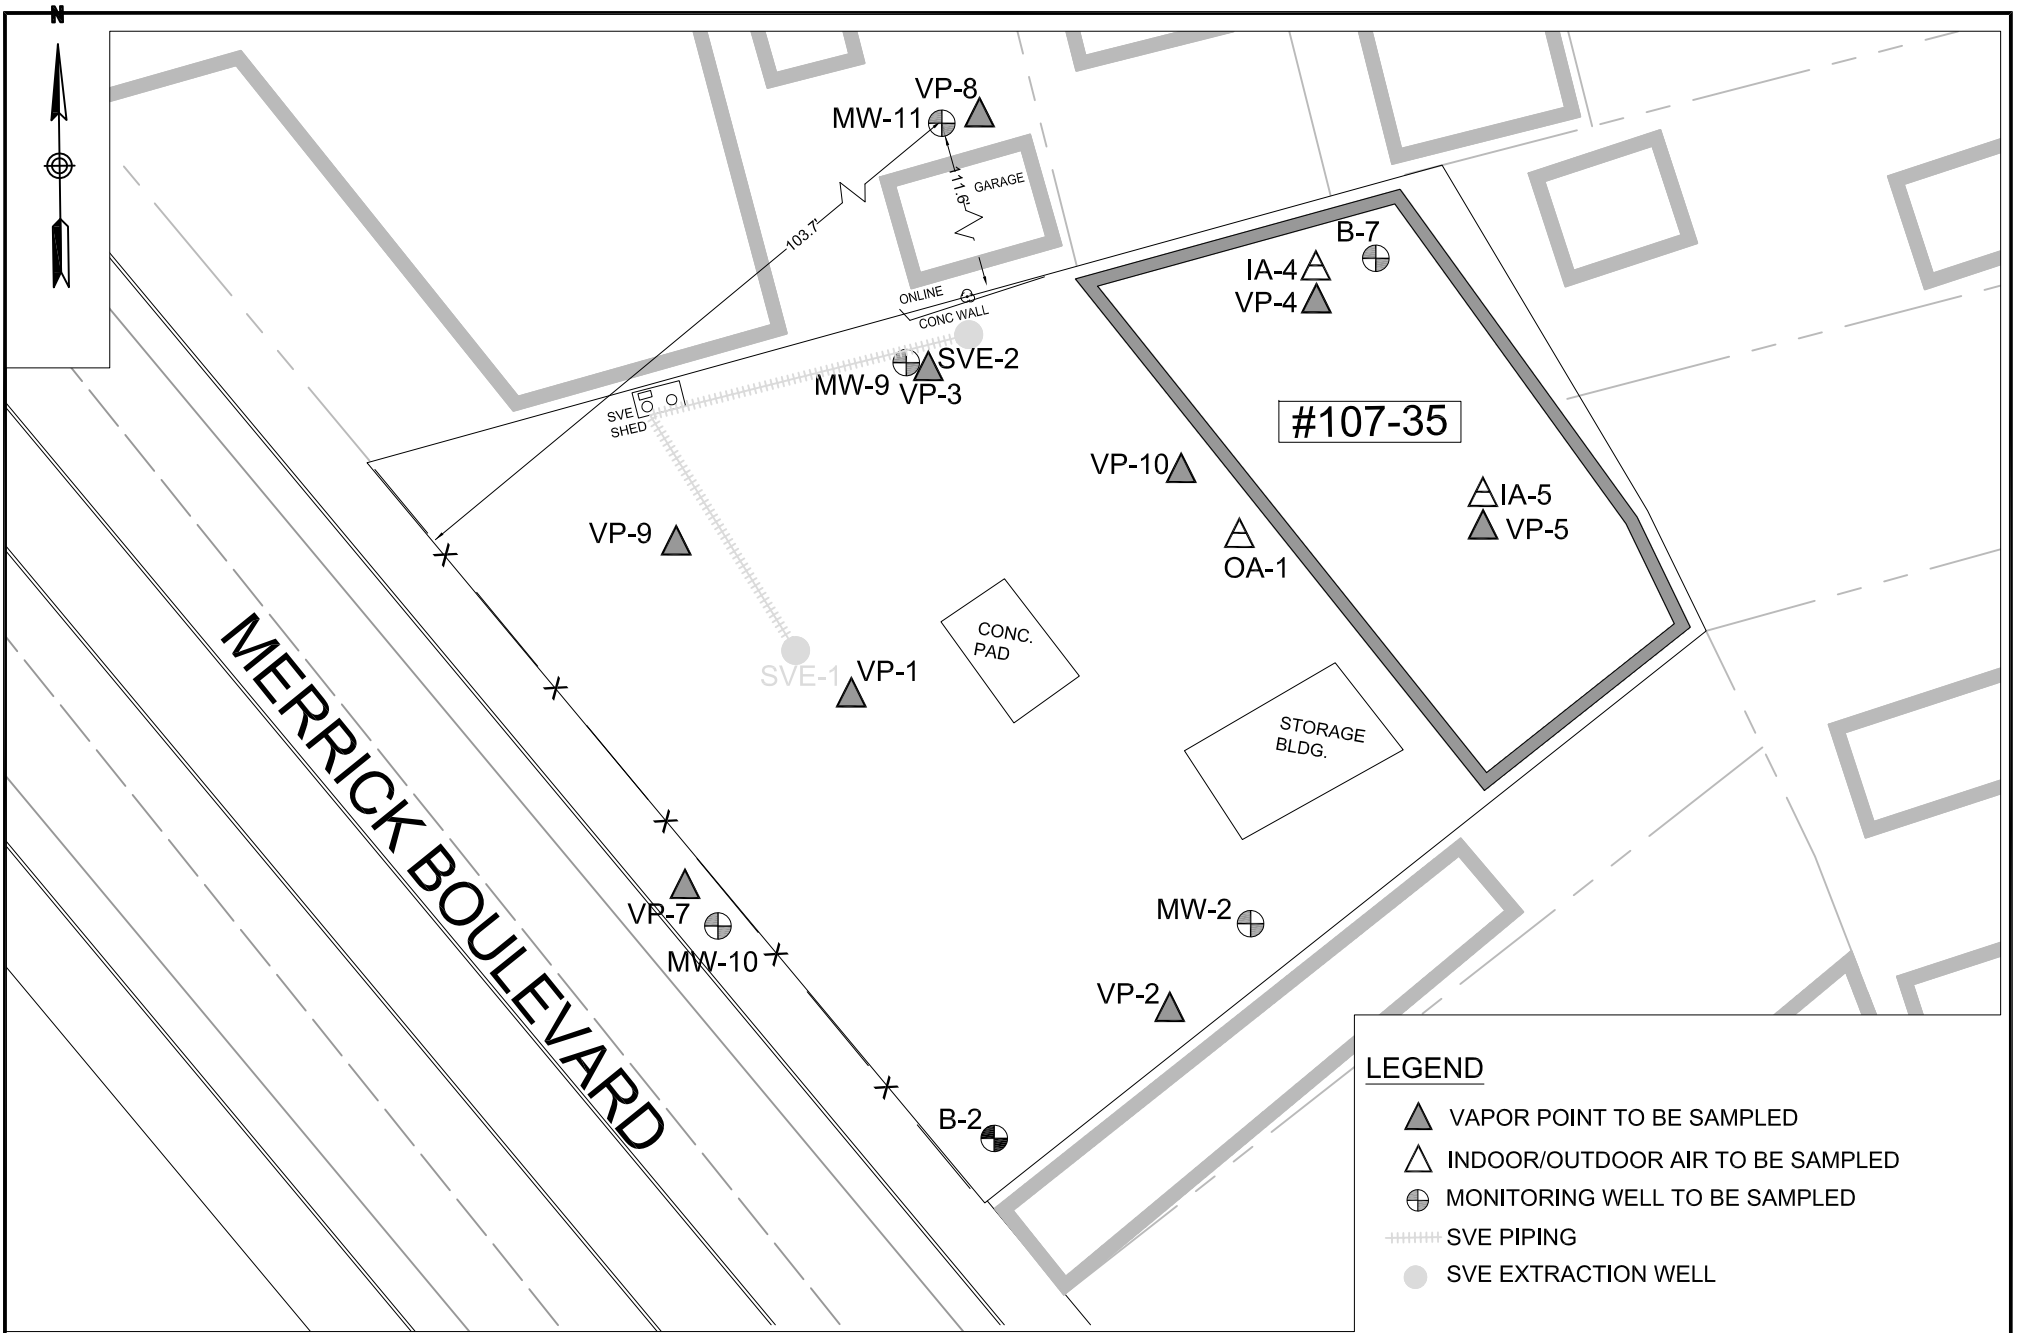 N
VP-8
MW-11
GARAGE
111.6'
103.7'
B-7
IA-4
VP-4
ONLINE
CONC WALL
SVE-2
MW-9
VP-3
SVE
SHED
#107-35
VP-10
IA-5
VP-5
VP-9
OA-1
CONC.
PAD
SVE-1
VP-1
STORAGE
BLDG.
MERRICK BOULEVARD
VP-7
MW-10
MW-2
VP-2
B-2
LEGEND
VAPOR POINT TO BE SAMPLED
INDOOR/OUTDOOR AIR TO BE SAMPLED
MONITORING WELL TO BE SAMPLED
SVE PIPING
SVE EXTRACTION WELL